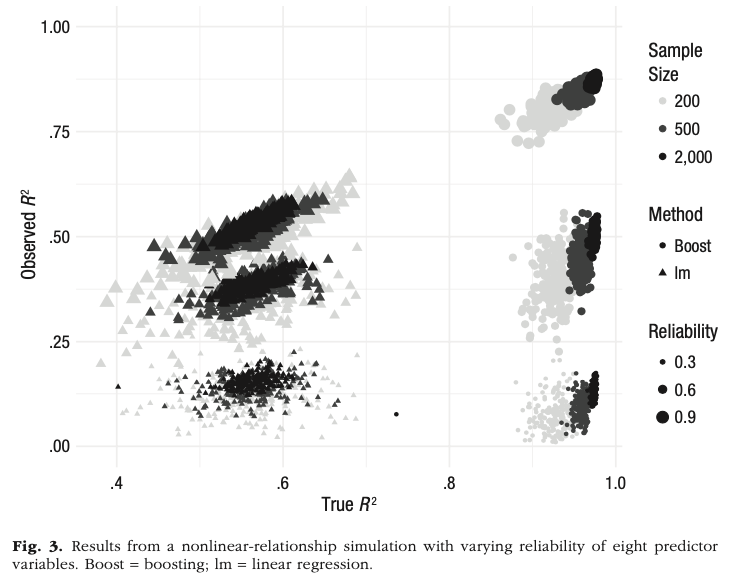 1.00
.75
.50
.25
.00
Observed R²
.4
.6
.8
1.0
True R²
Sample
Size
200
500
2,000
Method
Boost
lm
Reliability
0.3
0.6
0.9
Fig. 3. Results from a nonlinear-relationship simulation with varying reliability of eight predictor
variables. Boost = boosting; lm = linear regression.